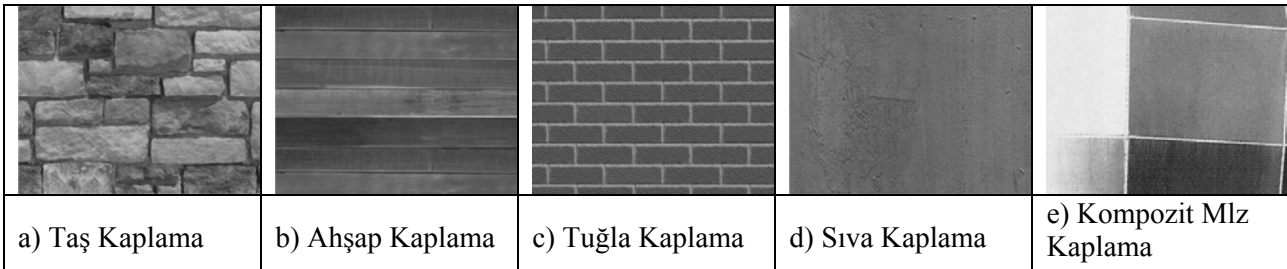 a) Taş Kaplama
b) Ahşap Kaplama
c) Tuğla Kaplama
d) Sıva Kaplama
e) Kompozit Mlz
Kaplama